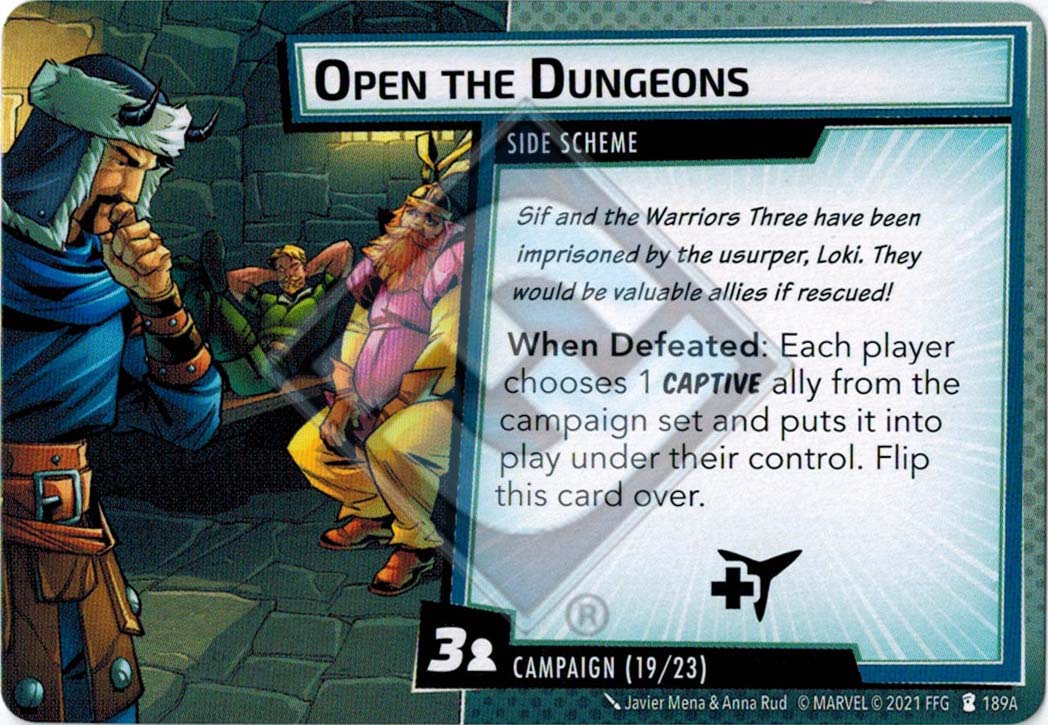 OPEN THE DUNGEONS
SIDE SCHEME
Sif and the Warriors Three have been
imprisoned by the usurper, Loki. They
would be valuable allies if rescued!
When Defeated: Each player
chooses 1 CAPTIVE ally from the
campaign set and puts it into
play under their control. Flip
this card over.
®
3
CAMPAIGN (19/23)
Javier Mena & Anna Rud © MARVEL © 2021 FFG 189A